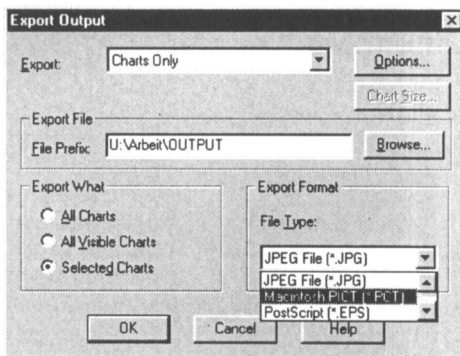 Export Output
Export: Charts Only Options...
Chart Size...
Export File
File Prefix: U:\Arbeit\OUTPUT Browse...
Export What
All Charts
All Visible Charts
Selected Charts
Export Format
File Type:
JPEG File (*.JPG)
JPEG File (*.JPG)
Macintosh PICT (*.PCT)
PostScript (*.EPS)
OK Cancel Help